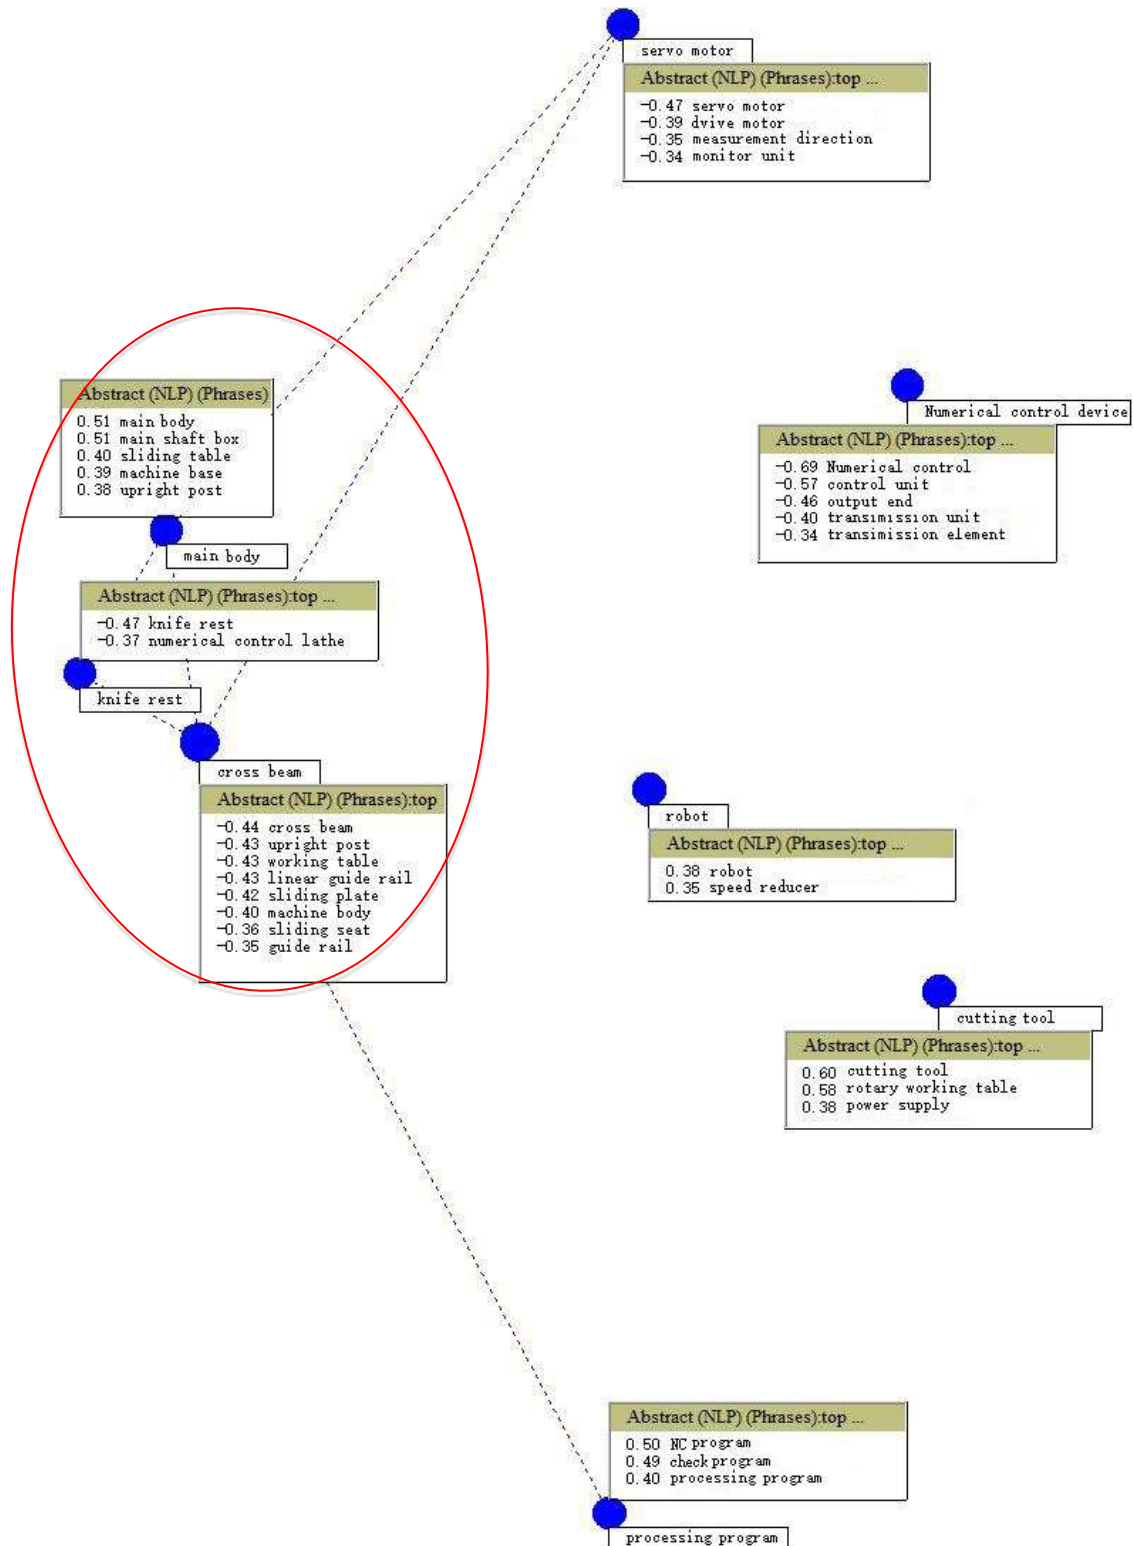 servo motor
Abstract (NLP) (Phrases):top ...
-0.47 servo motor
-0.39 dvive motor
-0.35 measurement direction
-0.34 monitor unit
Abstract (NLP) (Phrases)
0.51 main body
0.51 main shaft box
0.40 sliding table
0.39 machine base
0.38 upright post
main body
Numerical control device
Abstract (NLP) (Phrases):top ...
-0.69 Numerical control
-0.57 control unit
-0.46 output end
-0.40 transimission unit
-0.34 transimission element
Abstract (NLP) (Phrases):top ...
-0.47 knife rest
-0.37 numerical control lathe
knife rest
cross beam
Abstract (NLP) (Phrases):top
-0.44 cross beam
-0.43 upright post
-0.43 working table
-0.43 linear guide rail
-0.42 sliding plate
-0.40 machine body
-0.36 sliding seat
-0.35 guide rail
robot
Abstract (NLP) (Phrases):top ...
0.38 robot
0.35 speed reducer
cutting tool
Abstract (NLP) (Phrases):top ...
0.60 cutting tool
0.58 rotary working table
0.38 power supply
Abstract (NLP) (Phrases):top ...
0.50 NC program
0.49 check program
0.40 processing program
processing program